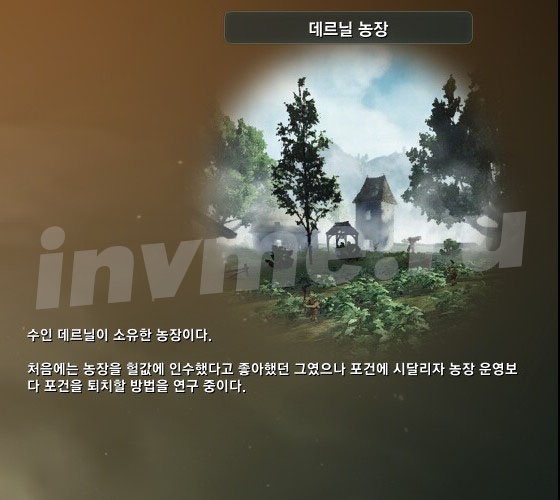 데르닐 농장
invme.ru
수인 데르닐이 소유한 농장이다.
처음에는 농장을 헐값에 인수했다고 좋아했던 그였으나 포건에 시달리자 농장 운영보
다 포건을 퇴치할 방법을 연구 중이다.